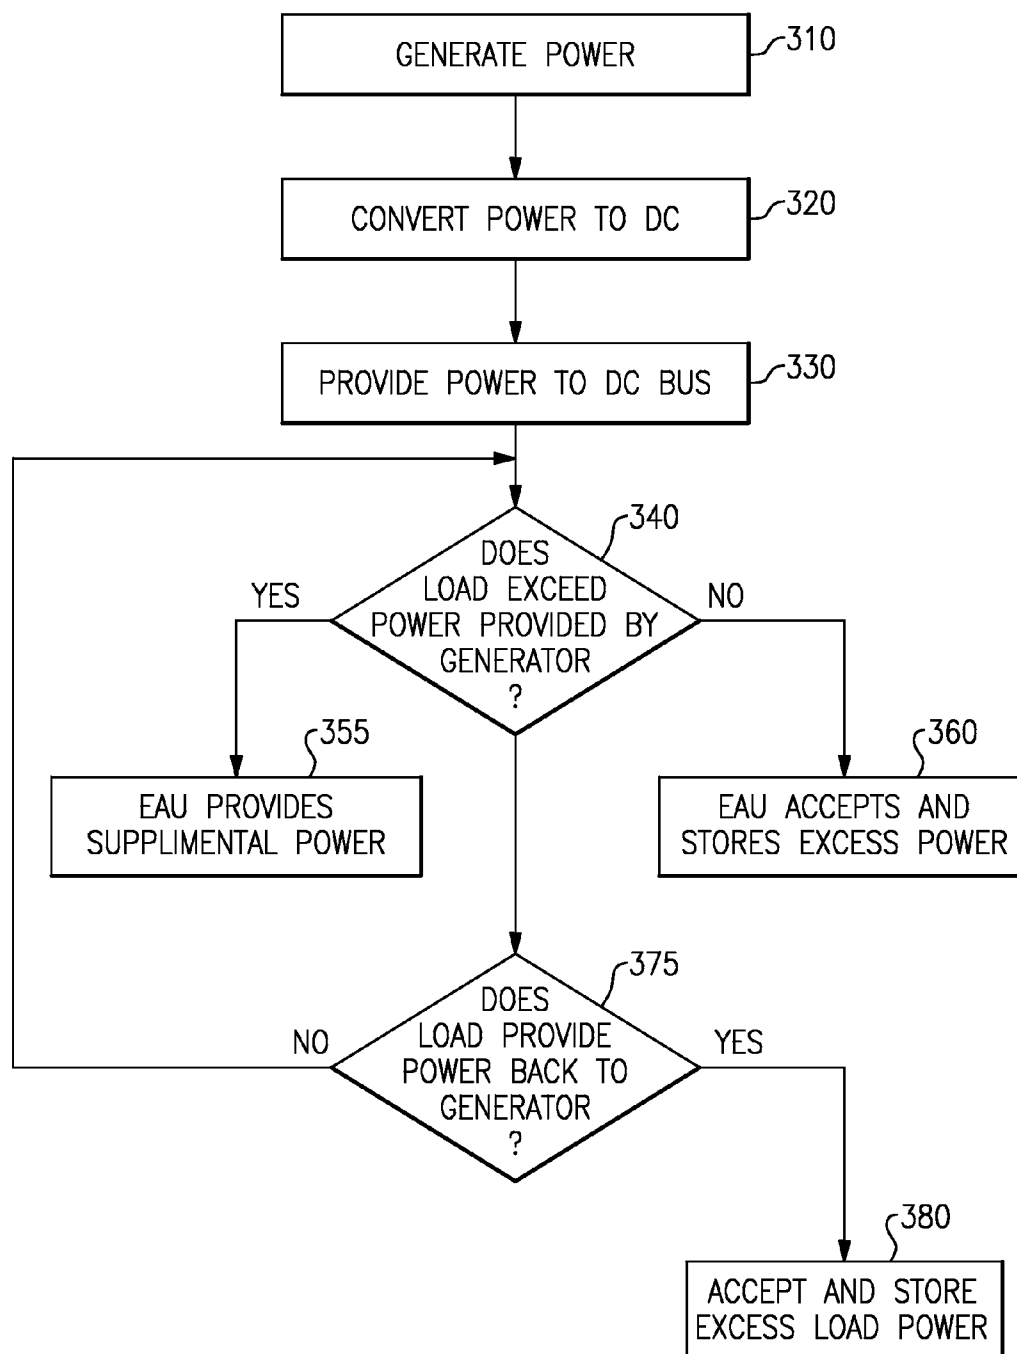 GENERATE POWER
310
CONVERT POWER TO DC
320
PROVIDE POWER TO DC BUS
330
340
DOES
LOAD EXCEED
POWER PROVIDED BY
GENERATOR
?
YES
NO
355
EAU PROVIDES
SUPPLIMENTAL POWER
360
EAU ACCEPTS AND
STORES EXCESS POWER
375
DOES
LOAD PROVIDE
POWER BACK TO
GENERATOR
?
NO
YES
380
ACCEPT AND STORE
EXCESS LOAD POWER